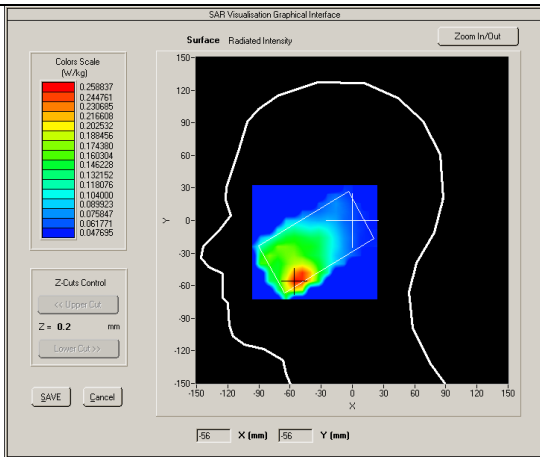 SAR Visualisation Graphical Interface
Surface Radiated Intensity
Zoom In/Out
Colors Scale
(W/kg)
0.258837
0.244761
0.230685
0.216608
0.202532
0.188456
0.174380
0.160304
0.146228
0.132152
0.118076
0.104000
0.089923
0.075847
0.061771
0.047695
Z-Cuts Control
<< Upper Cut
Z = 0.2 mm
Lower Cut >>
SAVE Cancel
150
120
90
60
30
0
-30
-60
-90
-120
-150
Y
-150 -120 -90 -60 -30 0 30 60 90 120 150
X
-56 X (mm) -56 Y (mm)